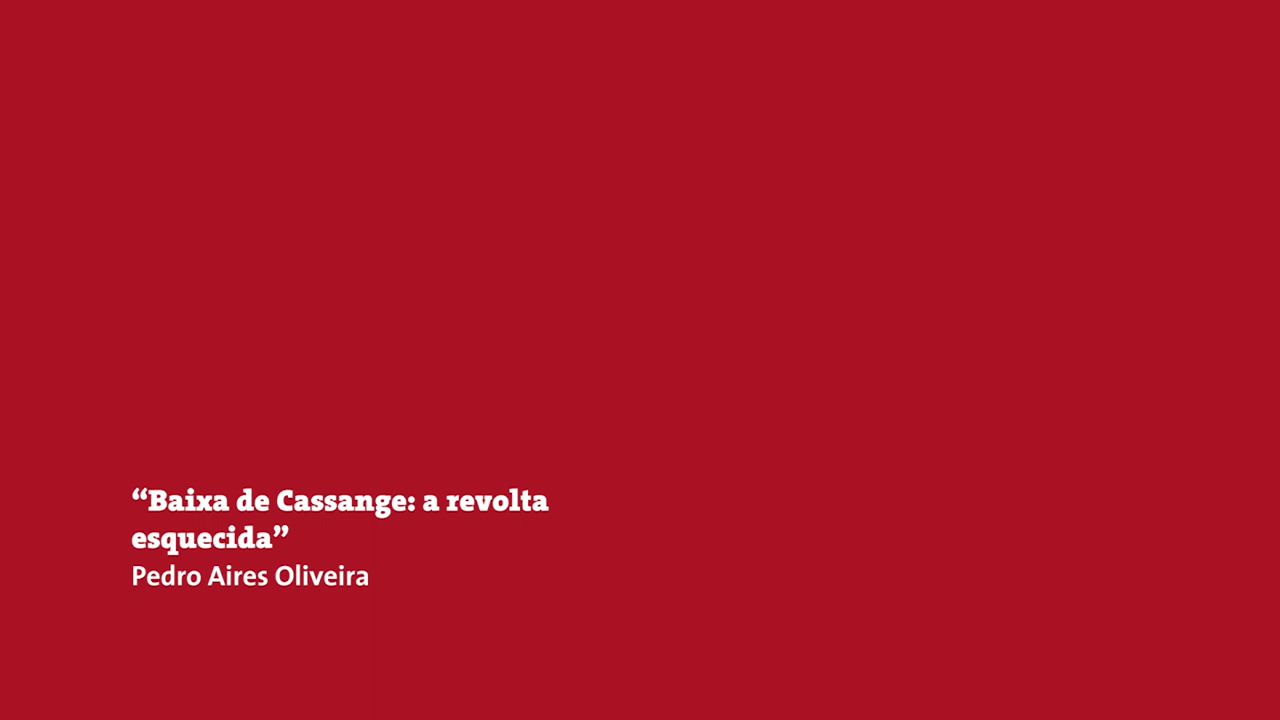 “Baixa de Cassange: a revolta
esquecida”
Pedro Aires Oliveira